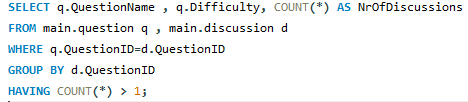 SELECT q.QuestionName , q.Difficulty, COUNT(*) AS NrOfDiscussions
FROM main.question q , main.discussion d
WHERE q.QuestionID=d.QuestionID
GROUP BY d.QuestionID
HAVING COUNT(*) > 1;